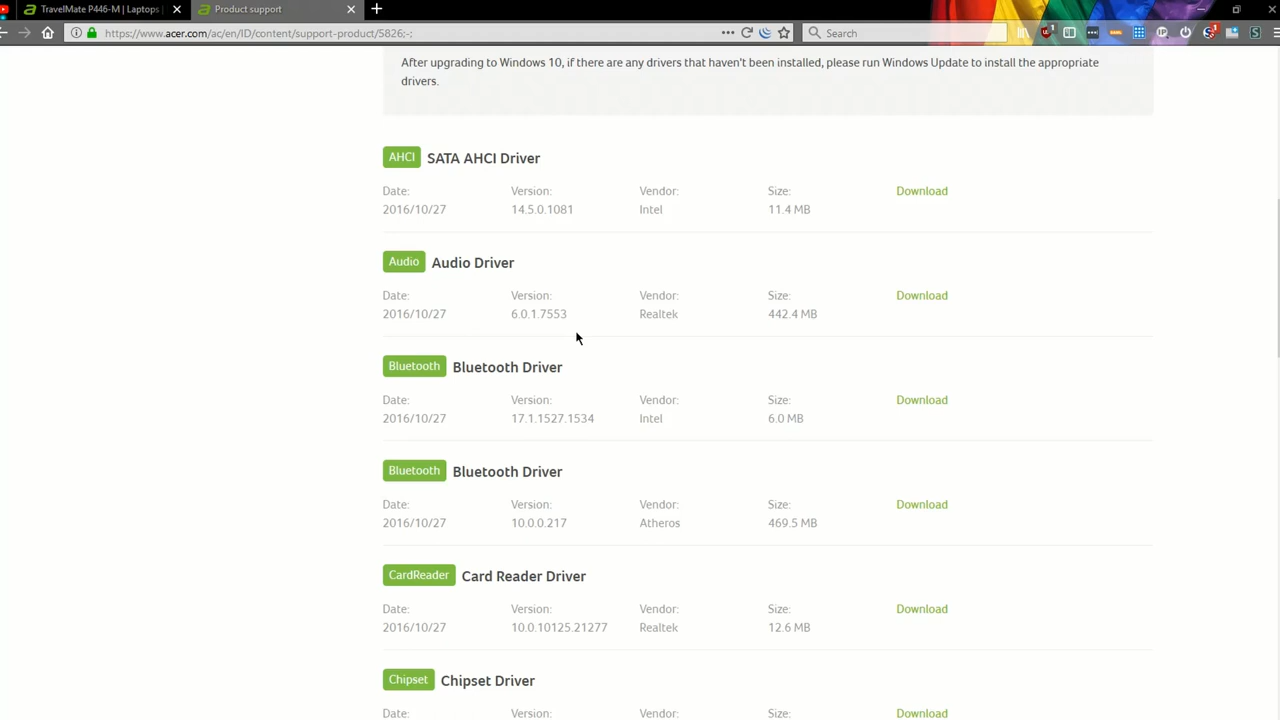 TravelMate P446-M | Laptops
Product support
https://www.acer.com/ac/en/ID/content/support-product/5826;-;
Search
After upgrading to Windows 10, if there are any drivers that haven't been installed, please run Windows Update to install the appropriate
drivers.
AHCI SATA AHCI Driver
Date: Version: Vendor: Size: Download
2016/10/27 14.5.0.1081 Intel 11.4 MB
Audio Audio Driver
Date: Version: Vendor: Size: Download
2016/10/27 6.0.1.7553 Realtek 442.4 MB
Bluetooth Bluetooth Driver
Date: Version: Vendor: Size: Download
2016/10/27 17.1.1527.1534 Intel 6.0 MB
Bluetooth Bluetooth Driver
Date: Version: Vendor: Size: Download
2016/10/27 10.0.0.217 Atheros 469.5 MB
CardReader Card Reader Driver
Date: Version: Vendor: Size: Download
2016/10/27 10.0.10125.21277 Realtek 12.6 MB
Chipset Chipset Driver
Date: Version: Vendor: Size: Download